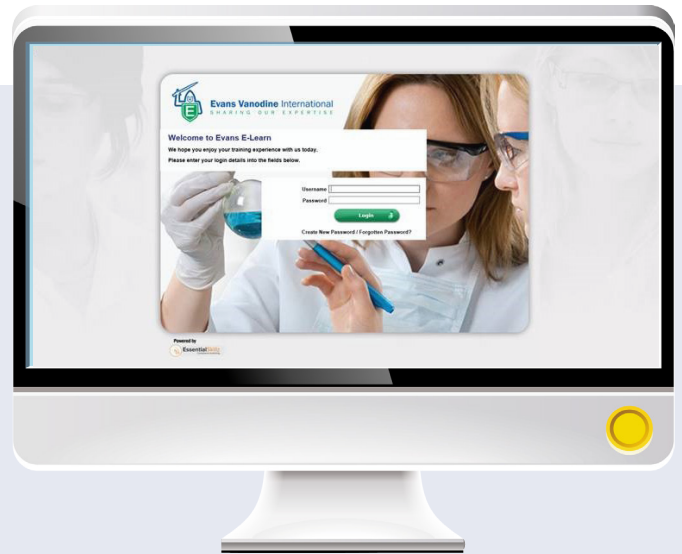 Evans Vanodine International
SHARING OUR EXPERTISE
Welcome to Evans E-Learn
We hope you enjoy your training experience with us today.
Please enter your login details into the fields below.
Username
Password
Login
Create New Password / Forgotten Password?
Powered by
EssentialSkillz